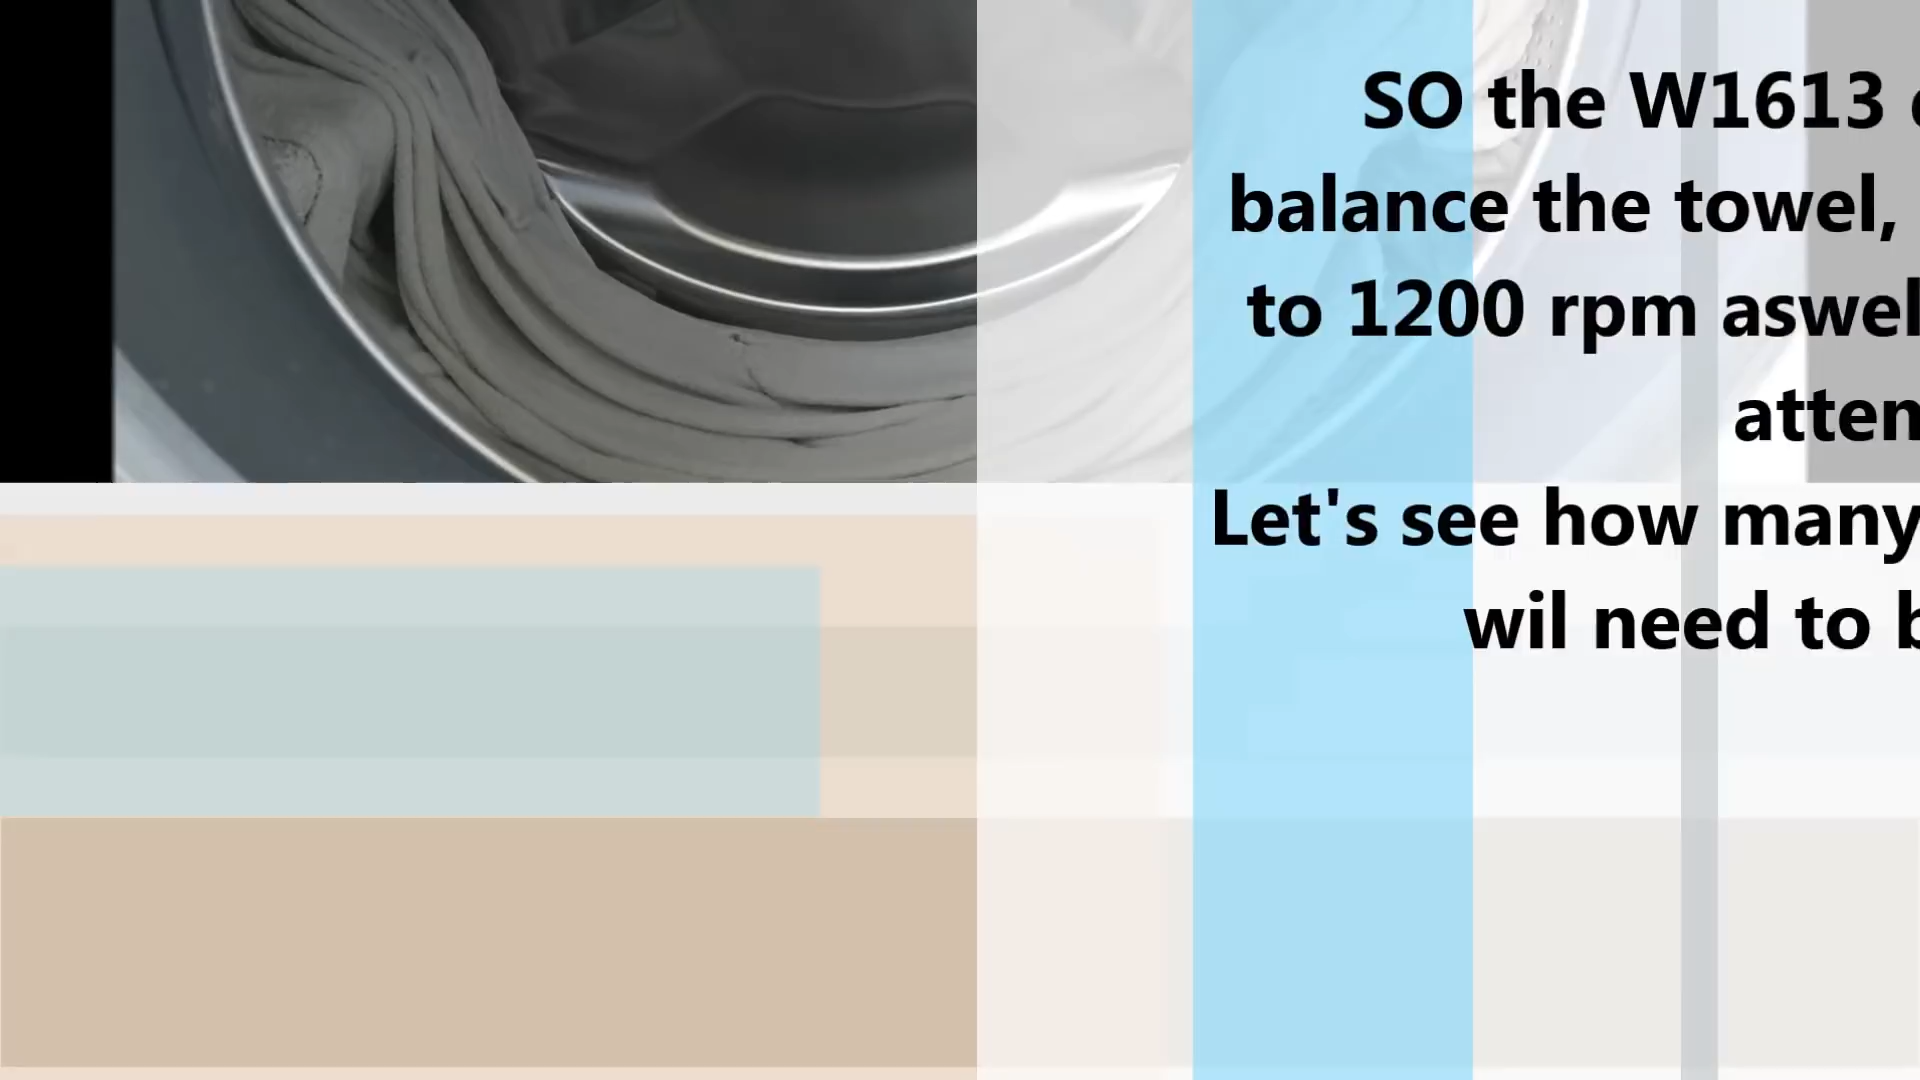 SO the W1613
balance the towel,
to 1200 rpm aswel
atten
Let's see how many
wil need to b